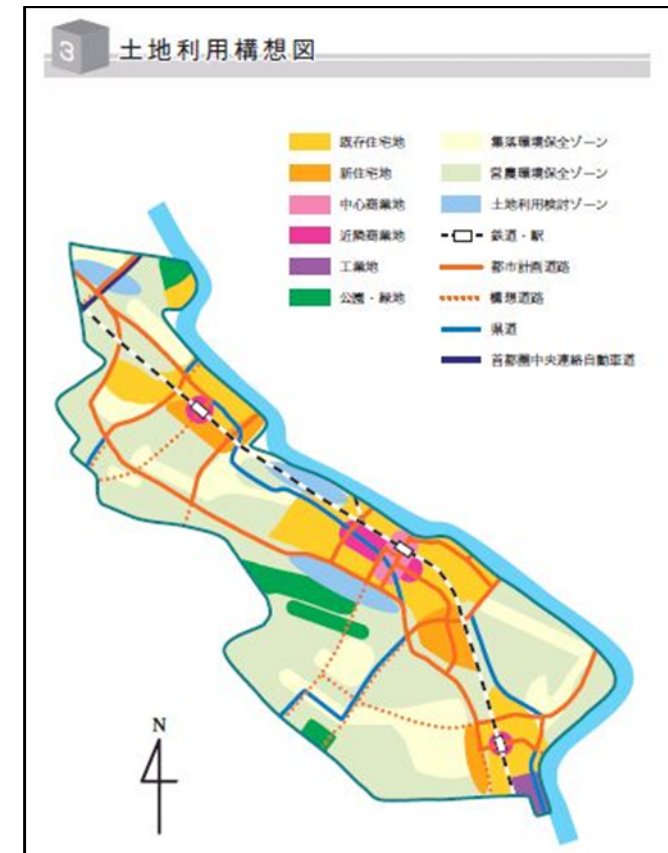 3 土地利用構想図
既存住宅地
新住宅地
中心商業地
近隣商業地
工業地
公園・緑地
集落環境保全ゾーン
営農環境保全ゾーン
土地利用検討ゾーン
鉄道・駅
都市計画道路
構想道路
県道
首都圏中央連絡自動車道
N